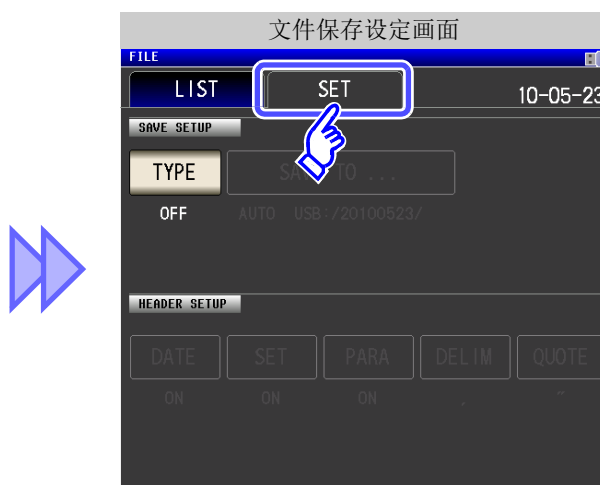 文件保存设定画面
FILE
LIST SET 10-05-23
SAVE SETUP
TYPE SAVE TO ...
OFF AUTO USB:/20100523/
HEADER SETUP
DATE SET PARA DELIM QUOTE
ON ON ON . "